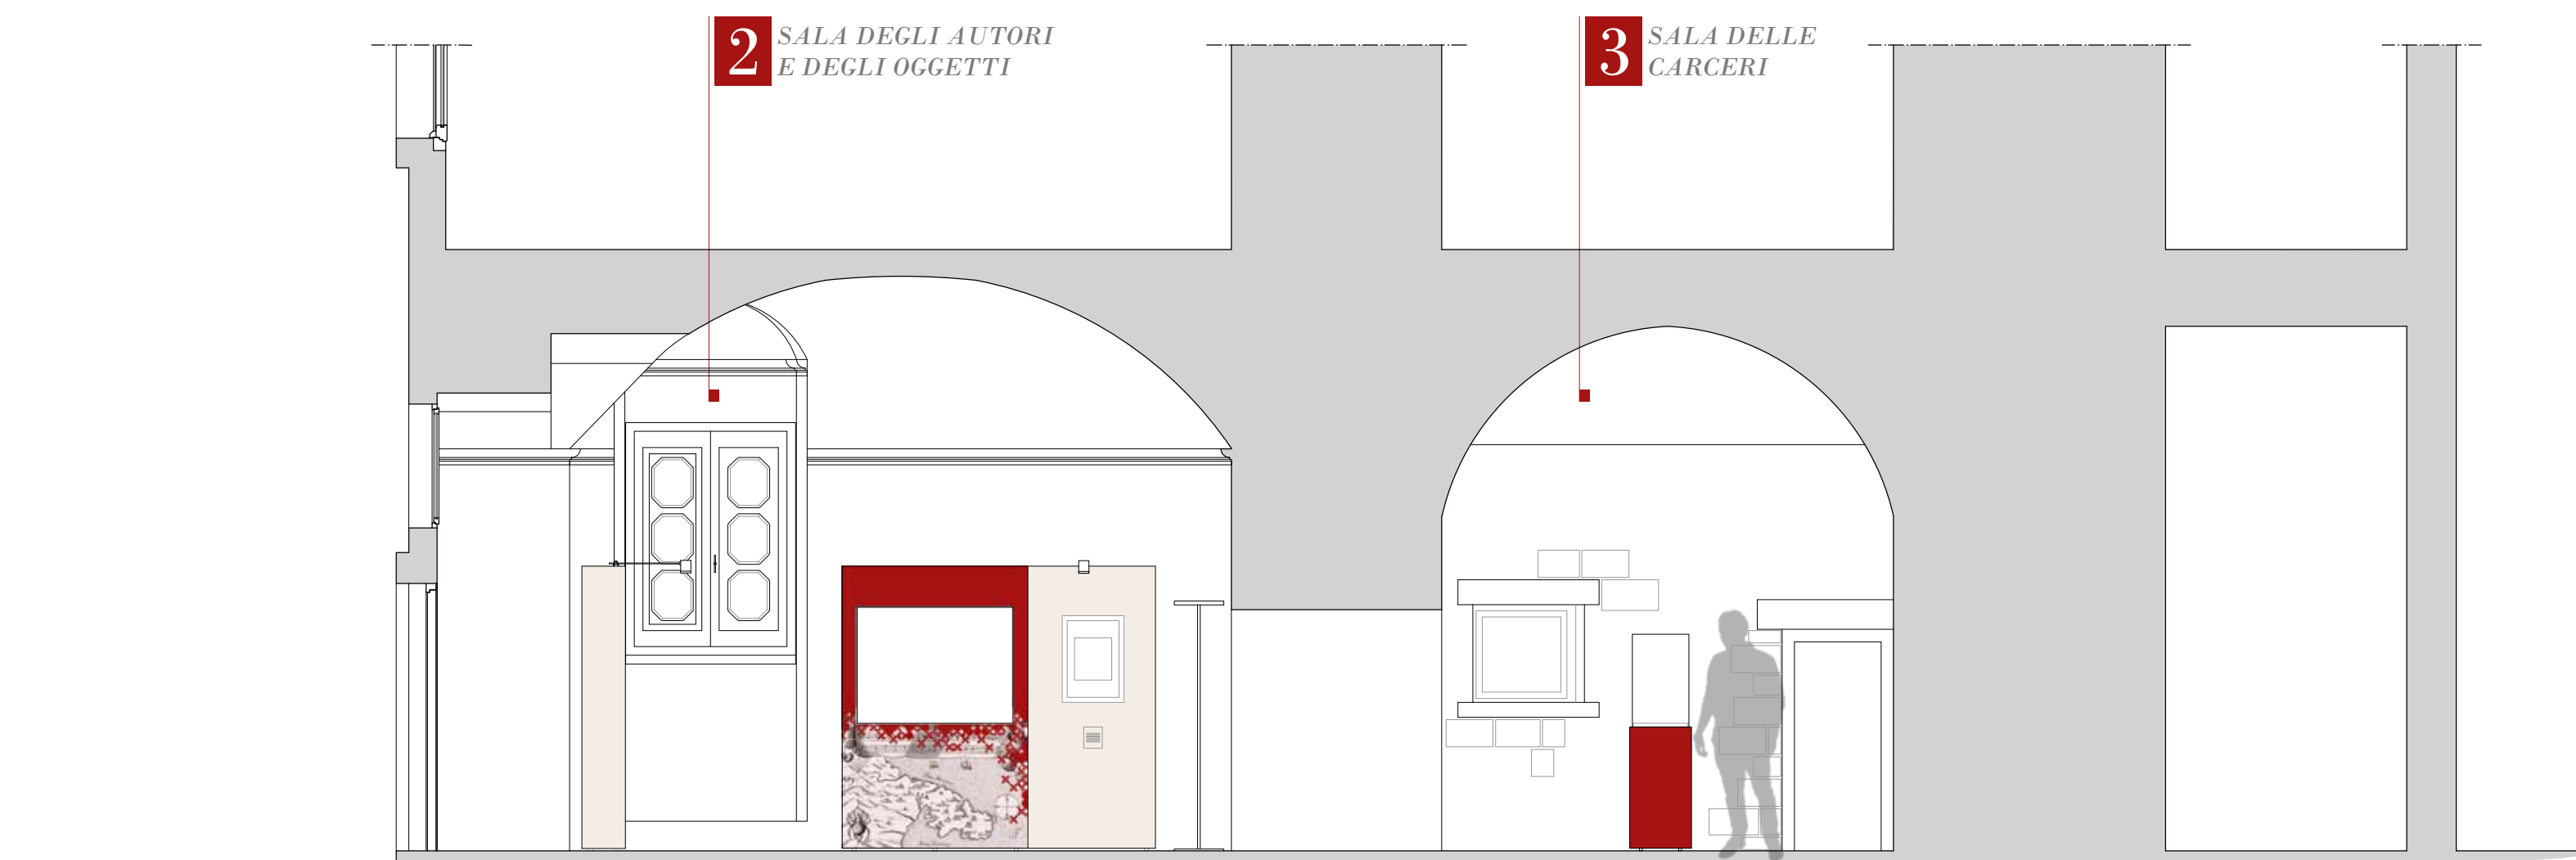 2
SALA DEGLI AUTORI
E DEGLI OGGETTI
3
SALA DELLE
CARCERI